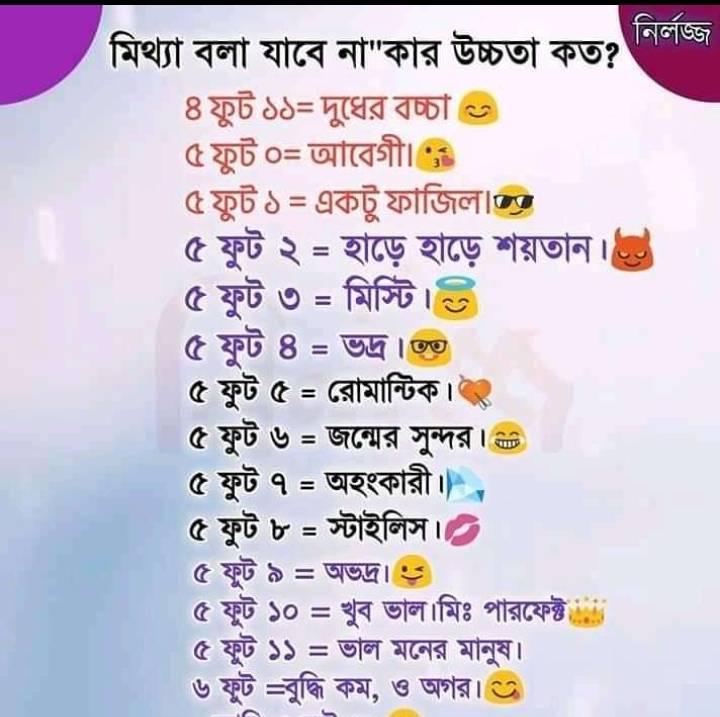 নির্লজ্জ
মিথ্যা বলা যাবে না"কার উচ্চতা কত?
৪ ফুট ১১= দুধের বচ্চা 😊
৫ ফুট ০= আবেগী।😘
৫ ফুট ১ = একটু ফাজিল।😎
৫ ফুট ২ = হাড়ে হাড়ে শয়তান।😈
৫ ফুট ৩ = মিস্টি।😇
৫ ফুট ৪ = ভদ্র।🤓
৫ ফুট ৫ = রোমান্টিক।💘
৫ ফুট ৬ = জন্মের সুন্দর।😂
৫ ফুট ৭ = অহংকারী।💎
৫ ফুট ৮ = স্টাইলিস।💋
৫ ফুট ৯ = অভদ্র।😜
৫ ফুট ১০ = খুব ভাল।মিঃ পারফেক্ট👑
৫ ফুট ১১ = ভাল মনের মানুষ।
৬ ফুট =বুদ্ধি কম, ও অগর।😋